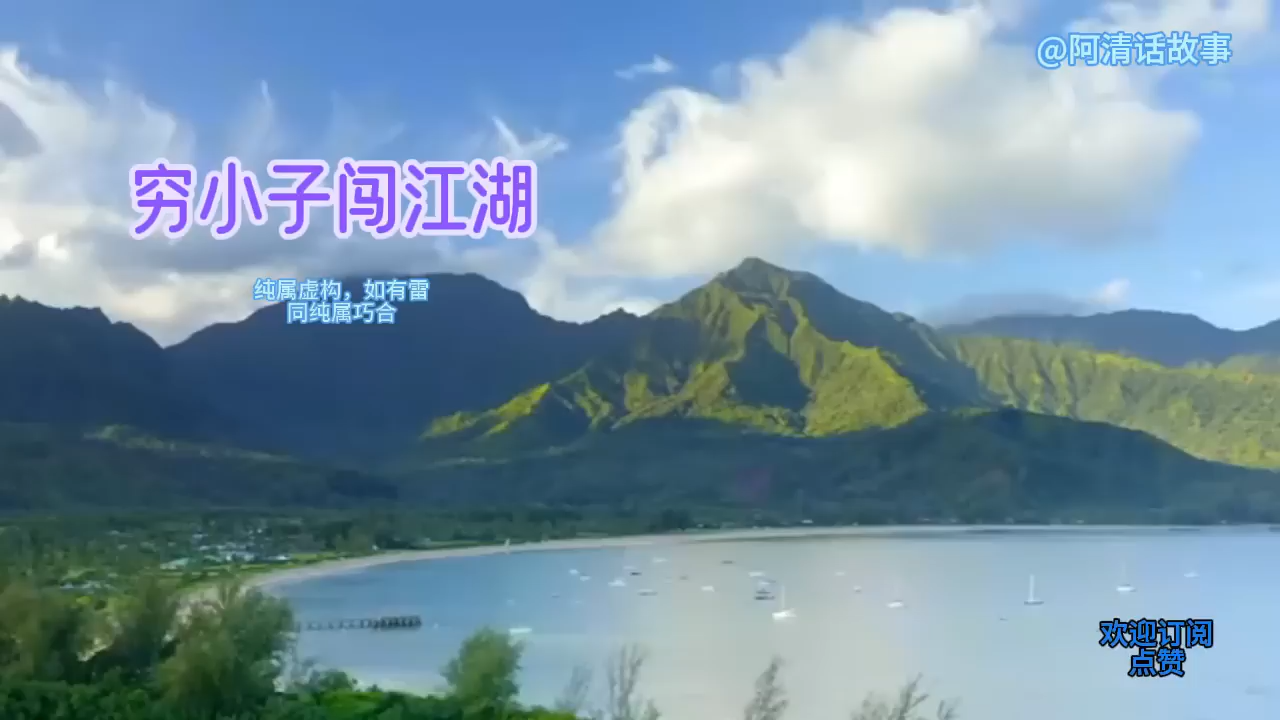 @阿清话故事
穷小子闯江湖
纯属虚构，如有雷
同纯属巧合
欢迎订阅
点赞